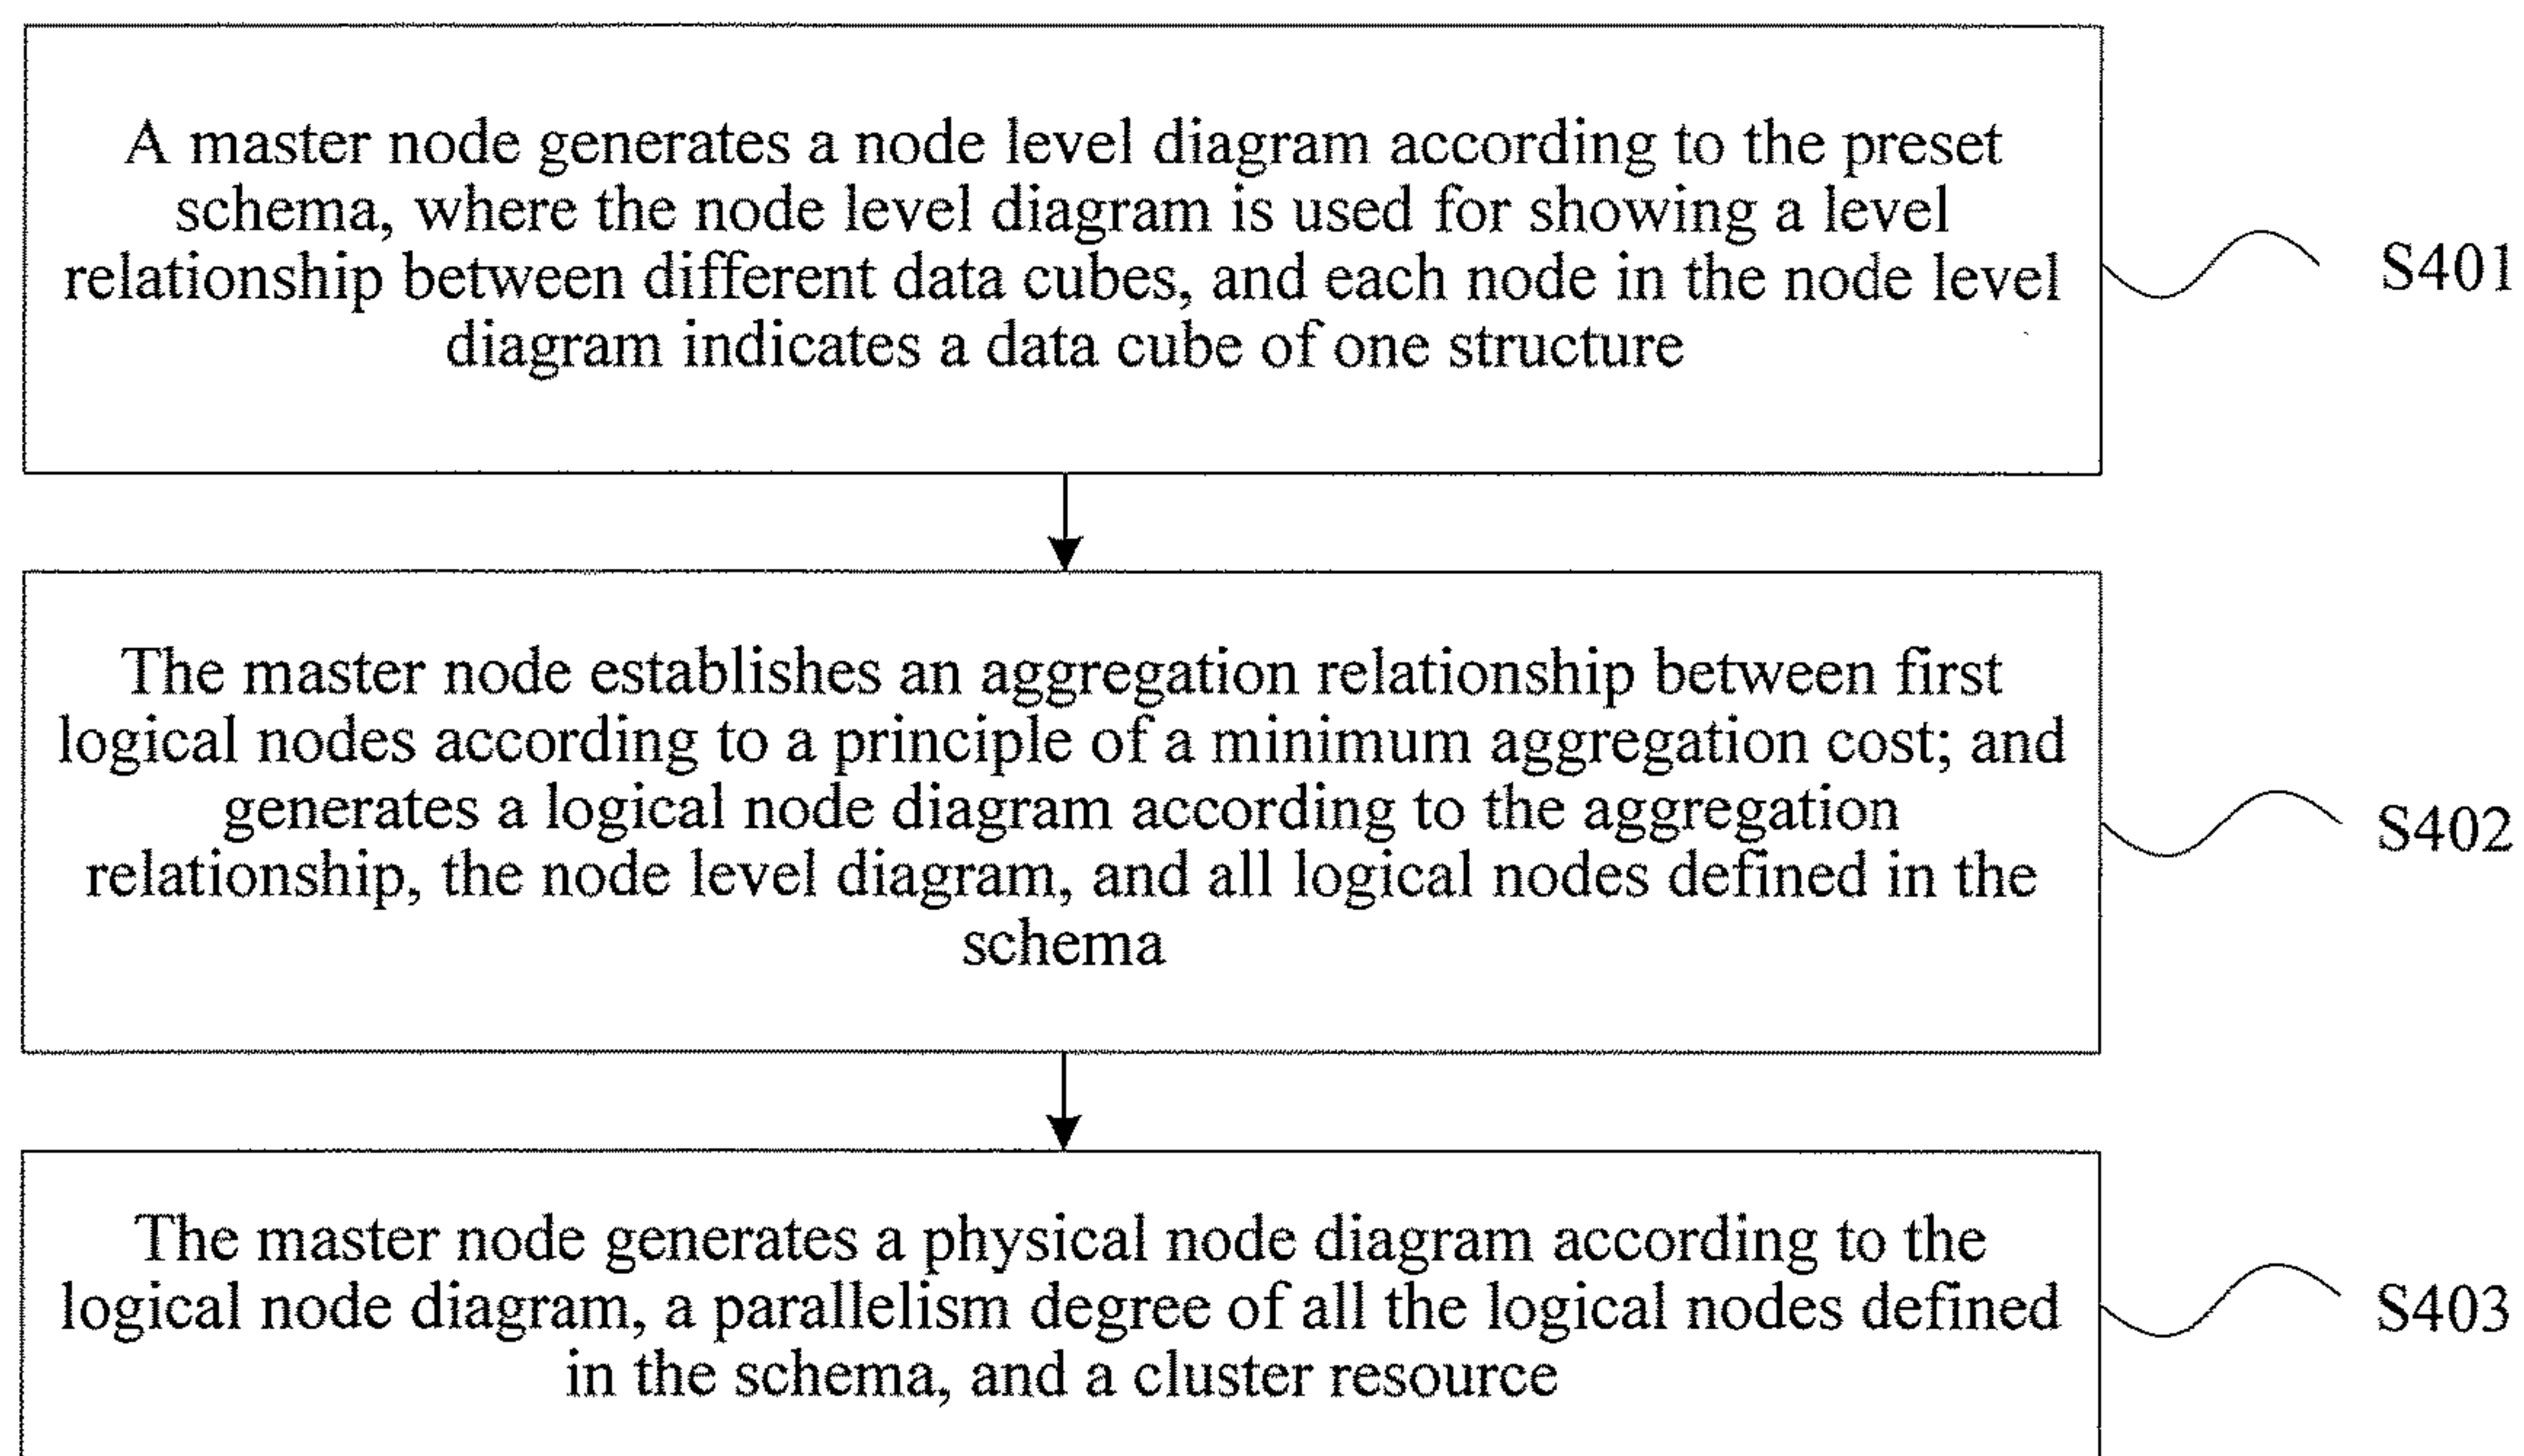 A master node generates a node level diagram according to the preset
schema, where the node level diagram is used for showing a level
relationship between different data cubes, and each node in the node level
diagram indicates a data cube of one structure
S401
The master node establishes an aggregation relationship between first
logical nodes according to a principle of a minimum aggregation cost; and
generates a logical node diagram according to the aggregation
relationship, the node level diagram, and all logical nodes defined in the
schema
S402
The master node generates a physical node diagram according to the
logical node diagram, a parallelism degree of all the logical nodes defined
in the schema, and a cluster resource
S403